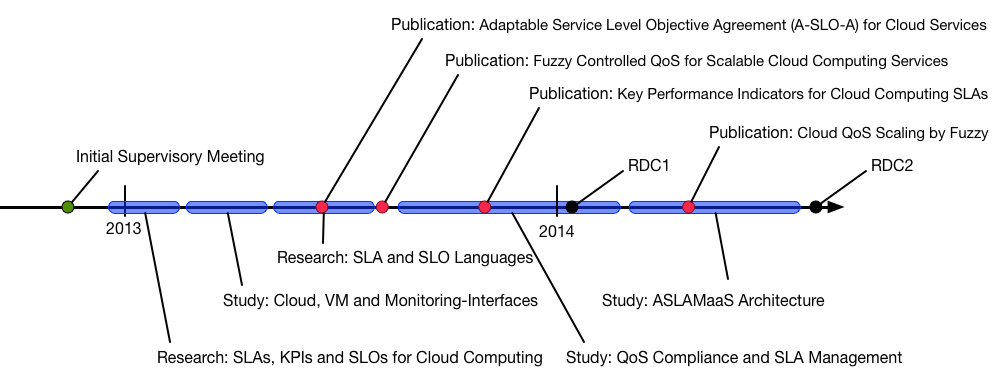 Publication: Adaptable Service Level Objective Agreement (A-SLO-A) for Cloud Services
Publication: Fuzzy Controlled QoS for Scalable Cloud Computing Services
Publication: Key Performance Indicators for Cloud Computing SLAs
Publication: Cloud QoS Scaling by Fuzzy
Initial Supervisory Meeting
RDC1
RDC2
2013
2014
Research: SLA and SLO Languages
Study: Cloud, VM and Monitoring-Interfaces
Study: ASLAMaaS Architecture
Research: SLAs, KPIs and SLOs for Cloud Computing
Study: QoS Compliance and SLA Management